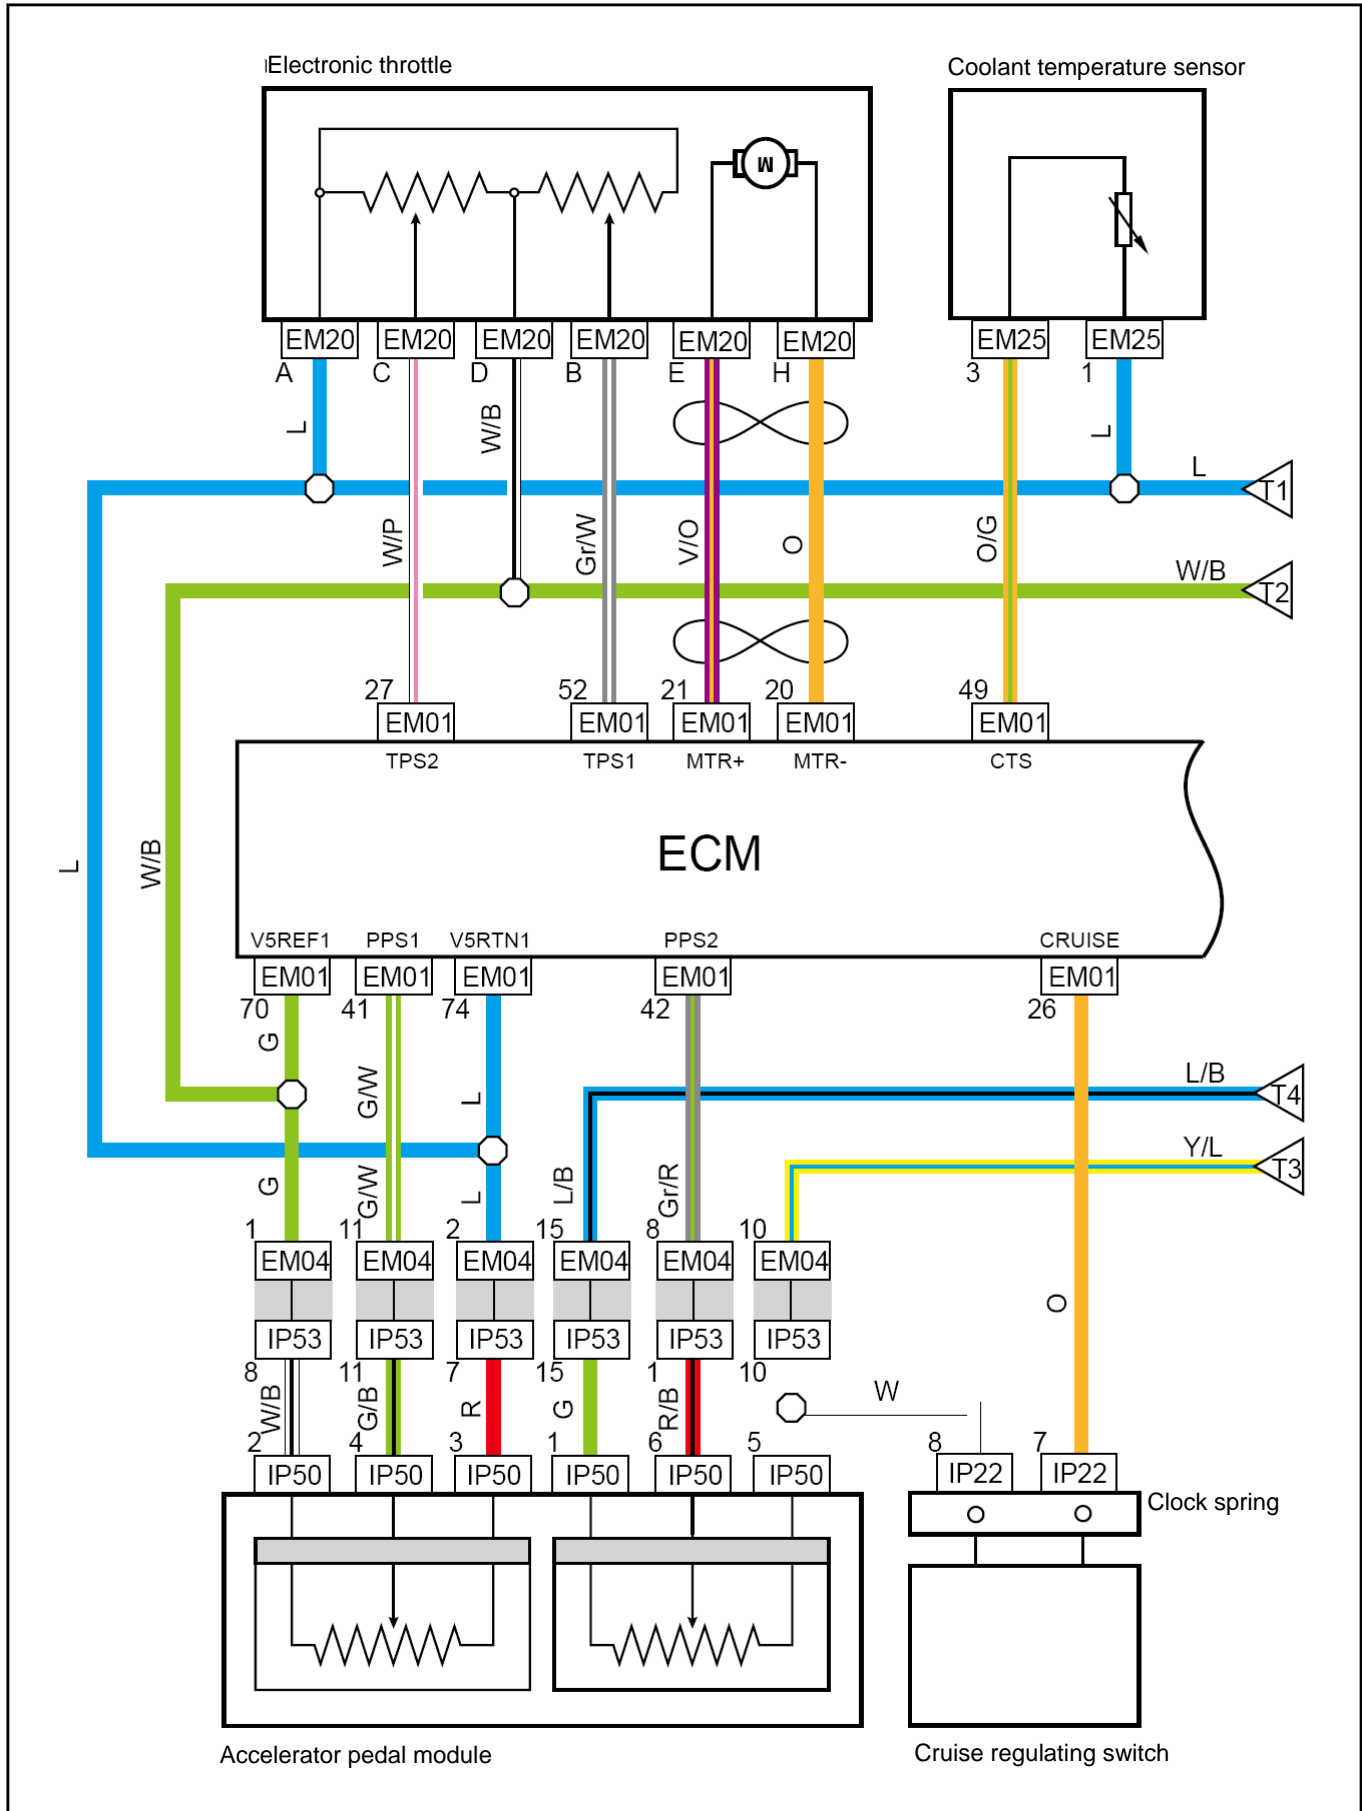 Electronic throttle
Coolant temperature sensor
M
EM20 EM20 EM20 EM20 EM20 EM20 EM25 EM25
A C D B E H 3 1
L W/B L
L T1
W/P Gr/W V/O O O/G
W/B T2
27 52 21 20 49
EM01 EM01 EM01 EM01 EM01
TPS2 TPS1 MTR+ MTR- CTS
ECM
L W/B
V5REF1 PPS1 V5RTN1 PPS2 CRUISE
EM01 EM01 EM01 EM01 EM01
70 41 74 42 26
G G/W L
L/B T4
Y/L T3
G G/W L L/B Gr/R
1 11 2 15 8 10
EM04 EM04 EM04 EM04 EM04 EM04
O
IP53 IP53 IP53 IP53 IP53 IP53
8 11 7 15 1 10
W/B G/B R G R/B W
2 4 3 1 6 5 8 7
IP50 IP50 IP50 IP50 IP50 IP50 IP22 IP22
Clock spring
Accelerator pedal module
Cruise regulating switch